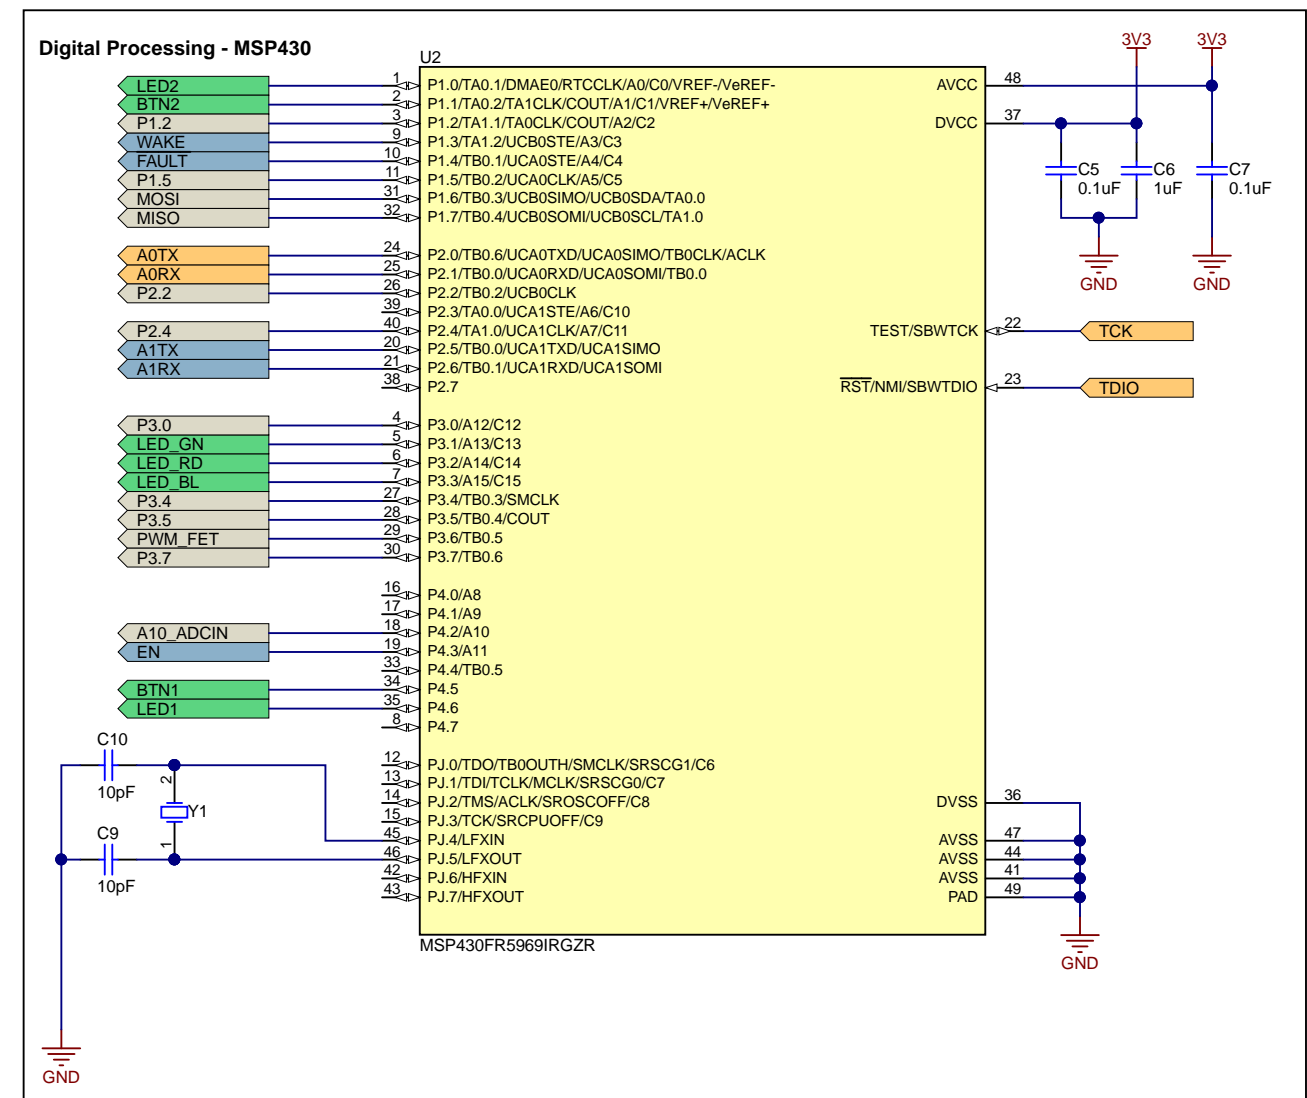 Digital Processing - MSP430
U2
LED2 1 P1.0/TA0.1/DMAE0/RTCCLK/A0/C0/VREF-/VeREF-
BTN2 2 P1.1/TA0.2/TA1CLK/COUT/A1/C1/VREF+/VeREF+
P1.2 3 P1.2/TA1.1/TA0CLK/COUT/A2/C2
WAKE 9 P1.3/TA1.2/UCB0STE/A3/C3
FAULT 10 P1.4/TB0.1/UCA0STE/A4/C4
P1.5 11 P1.5/TB0.2/UCA0CLK/A5/C5
MOSI 31 P1.6/TB0.3/UCB0SIMO/UCB0SDA/TA0.0
MISO 32 P1.7/TB0.4/UCB0SOMI/UCB0SCL/TA1.0
A0TX 24 P2.0/TB0.6/UCA0TXD/UCA0SIMO/TB0CLK/ACLK
A0RX 25 P2.1/TB0.0/UCA0RXD/UCA0SOMI/TB0.0
P2.2 26 P2.2/TB0.2/UCB0CLK
39 P2.3/TA0.0/UCA1STE/A6/C10
P2.4 40 P2.4/TA1.0/UCA1CLK/A7/C11
A1TX 20 P2.5/TB0.0/UCA1TXD/UCA1SIMO
A1RX 21 P2.6/TB0.1/UCA1RXD/UCA1SOMI
38 P2.7
P3.0 4 P3.0/A12/C12
LED_GN 5 P3.1/A13/C13
LED_RD 6 P3.2/A14/C14
LED_BL 7 P3.3/A15/C15
P3.4 27 P3.4/TB0.3/SMCLK
P3.5 28 P3.5/TB0.4/COUT
PWM_FET 29 P3.6/TB0.5
P3.7 30 P3.7/TB0.6
16 P4.0/A8
17 P4.1/A9
A10_ADCIN 18 P4.2/A10
EN 19 P4.3/A11
33 P4.4/TB0.5
BTN1 34 P4.5
LED1 35 P4.6
8 P4.7
12 PJ.0/TDO/TB0OUTH/SMCLK/SRSCG1/C6
13 PJ.1/TDI/TCLK/MCLK/SRSCG0/C7
14 PJ.2/TMS/ACLK/SROSCOFF/C8
15 PJ.3/TCK/SRCPUOFF/C9
45 PJ.4/LFXIN
46 PJ.5/LFXOUT
42 PJ.6/HFXIN
43 PJ.7/HFXOUT
MSP430FR5969IRGZR
C10
10pF
2
Y1
1
C9
10pF
GND
3V3 3V3
AVCC 48
DVCC 37
C5 C6 C7
0.1uF 1uF 0.1uF
GND GND
TEST/SBWTCK 22 TCK
RST/NMI/SBWTDIO 23 TDIO
DVSS 36
AVSS 47
AVSS 44
AVSS 41
PAD 49
GND